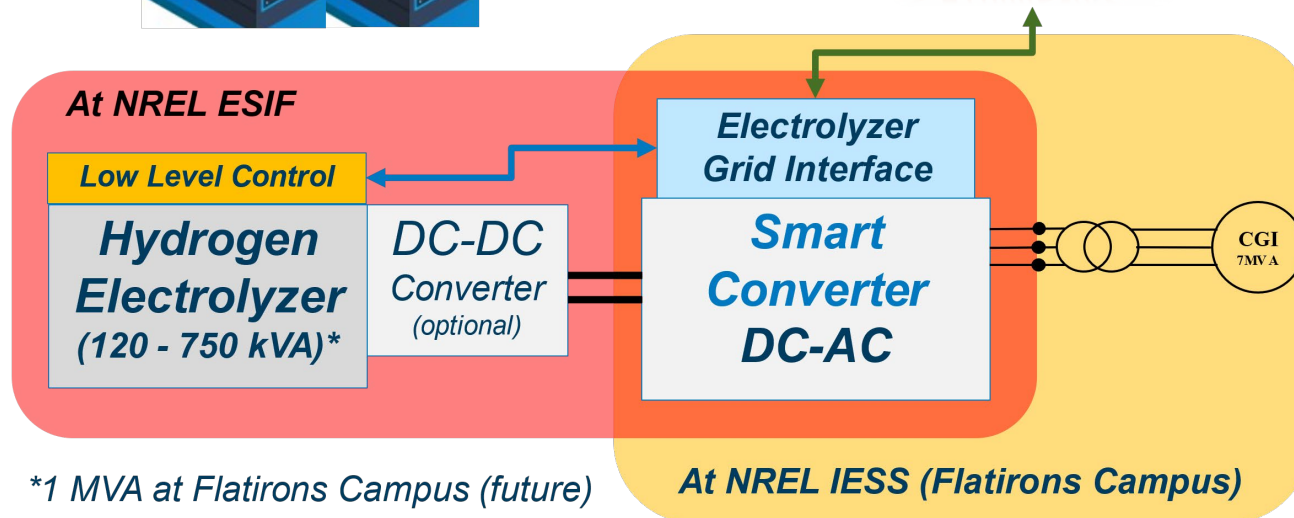 At NREL ESIF
Low Level Control
Hydrogen
Electrolyzer
(120 - 750 kVA)*
DC-DC
Converter
(optional)
Electrolyzer
Grid Interface
Smart
Converter
DC-AC
CGI
7MVA
*1 MVA at Flatirons Campus (future)
At NREL IESS (Flatirons Campus)